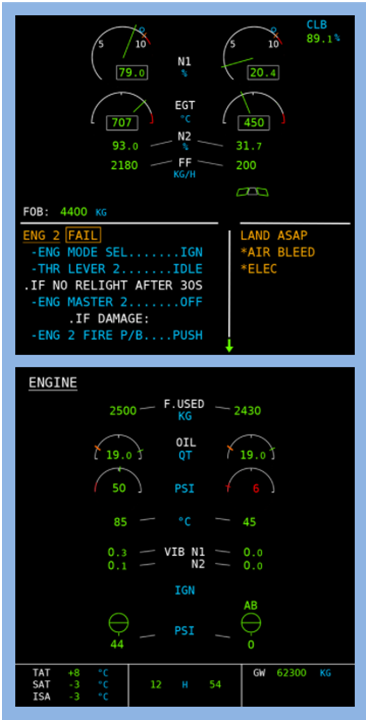 CLB
89.1%
5 10 5 10
79.0 N1 % 20.4
EGT
707 °C 450
93.0 N2 % 31.7
2180 FF 200
KG/H
FOB: 4400 KG
ENG 2 FAIL
-ENG MODE SEL.......IGN
-THR LEVER 2.......IDLE
.IF NO RELIGHT AFTER 30S
-ENG MASTER 2.......OFF
.IF DAMAGE:
-ENG 2 FIRE P/B....PUSH
LAND ASAP
*AIR BLEED
*ELEC
ENGINE
2500 F.USED 2430
KG
OIL
19.0 QT 19.0
50 PSI 6
85 °C 45
0.3 VIB N1 0.0
0.1 N2 0.0
IGN
AB
44 PSI 0
TAT +8 °C
SAT -3 °C
ISA -3 °C
12 H 54
GW 62300 KG